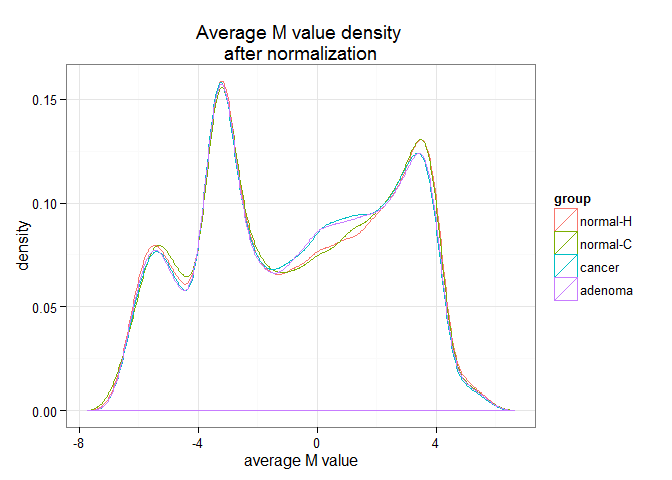 Average M value density
after normalization
density
0.15
0.10
0.05
0.00
-8
-4
0
4
average M value
group
normal-H
normal-C
cancer
adenoma